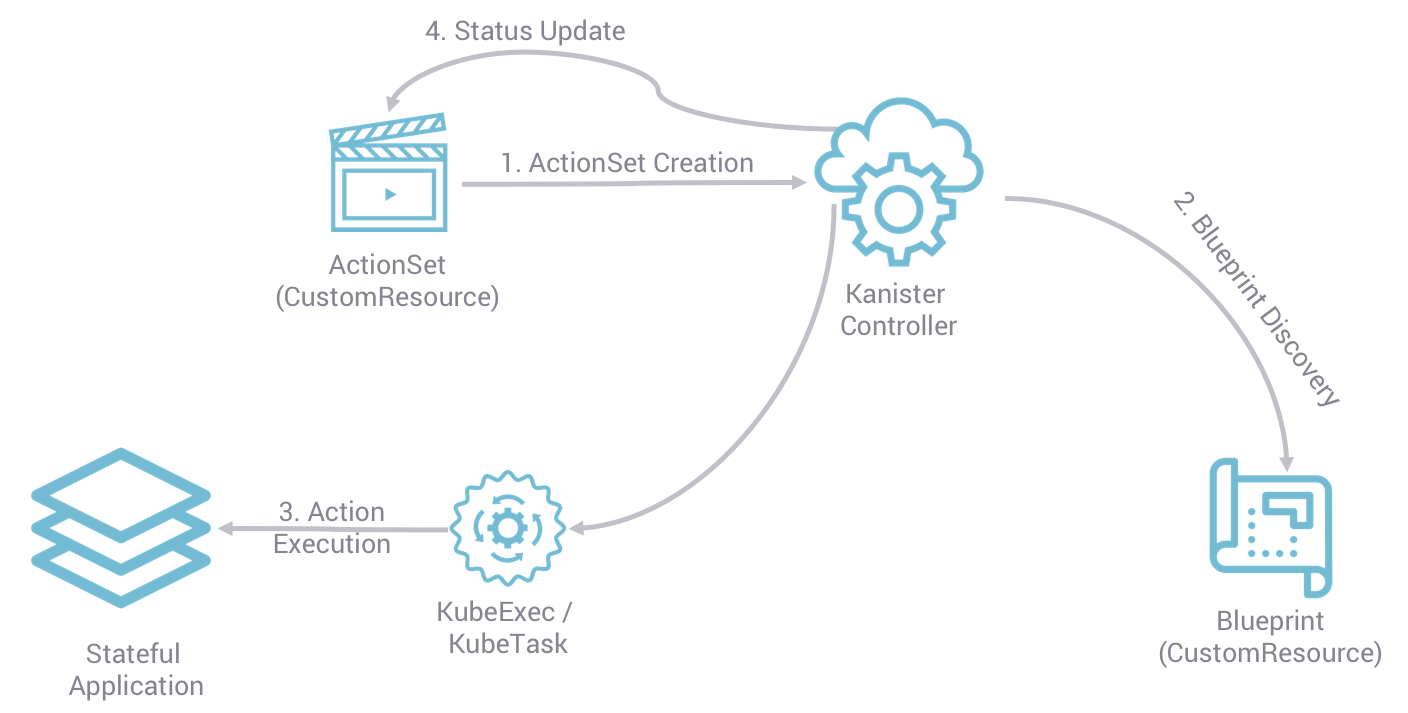 4. Status Update
1. ActionSet Creation
2. Blueprint Discovery
ActionSet
(CustomResource)
Kanister
Controller
3. Action
Execution
KubeExec /
KubeTask
Stateful
Application
Blueprint
(CustomResource)